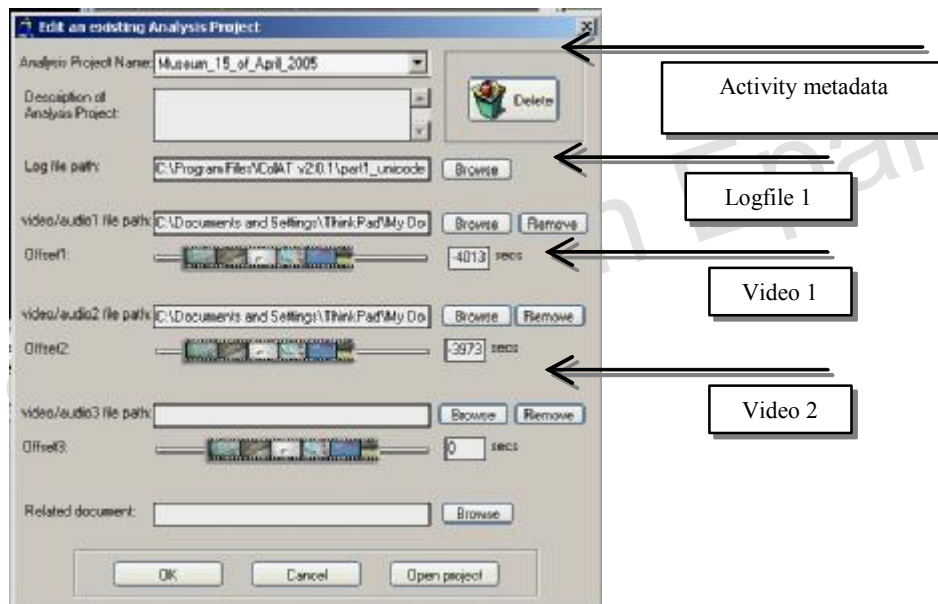 Edit an existing Analysis Project
Analysis Project Name: Museum_15_of_April_2005
Activity metadata
Description of
Analysis Project:
Delete
Log file path: C:\Program Files\ColAT v2.0.1\part1_unicode Browse
Logfile 1
video/audio1 file path: C:\Documents and Settings\ThinkPad\My Do Browse Remove
Offset1: -4013 secs
Video 1
video/audio2 file path: C:\Documents and Settings\ThinkPad\My Do Browse Remove
Offset2: -3973 secs
Video 2
video/audio3 file path: Browse Remove
Offset3: 0 secs
Related document: Browse
OK Cancel Open project